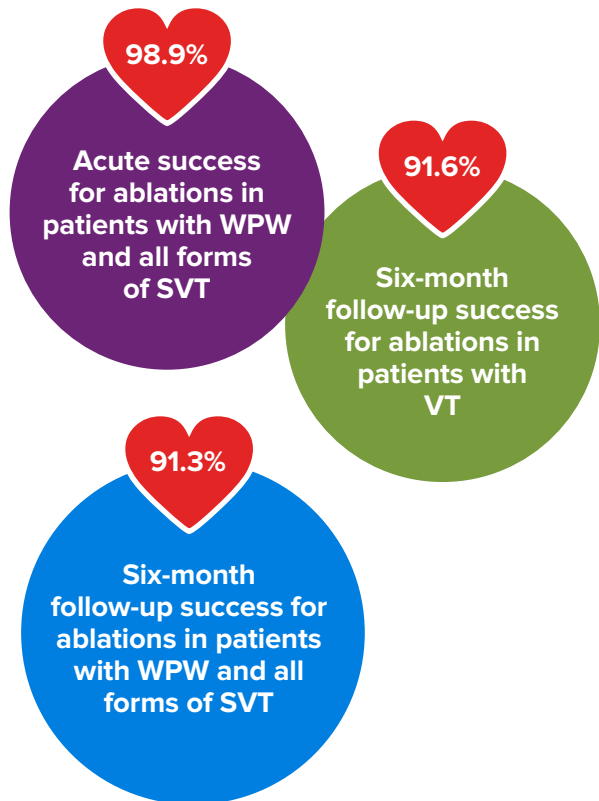 98.9%
Acute success
for ablations in
patients with WPW
and all forms
of SVT
91.6%
Six-month
follow-up success
for ablations in
patients with
VT
91.3%
Six-month
follow-up success for
ablations in patients
with WPW and all
forms of SVT